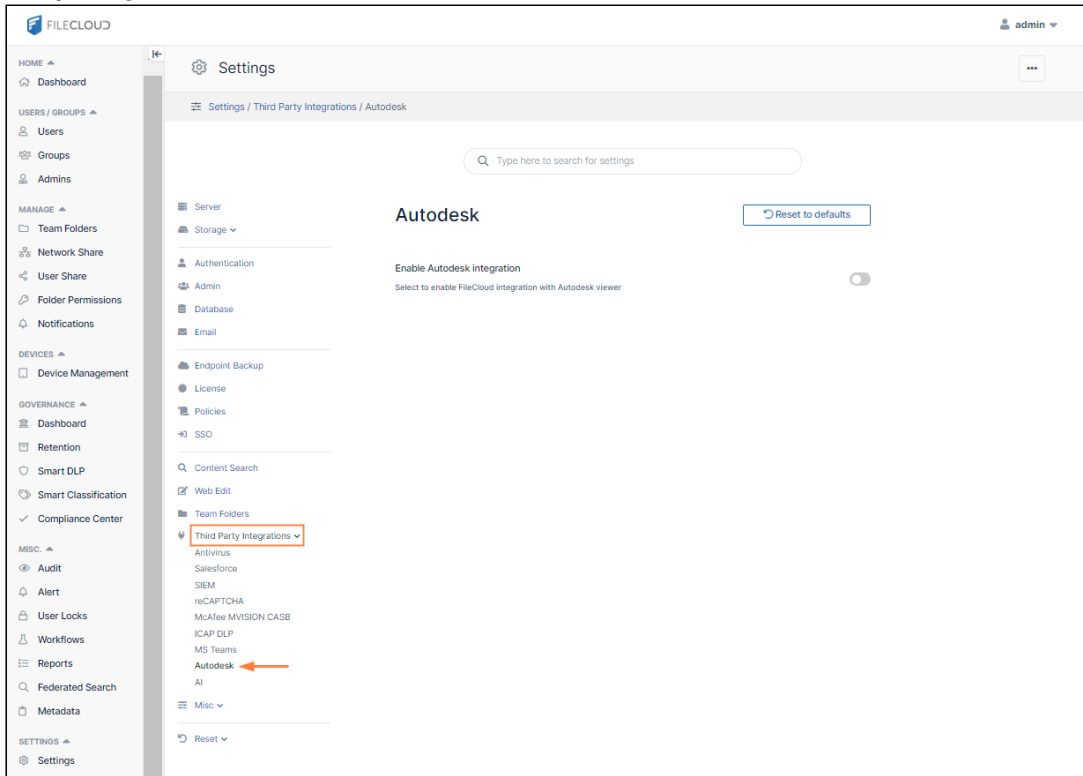 FILECLOUD
admin
HOME
Dashboard
USERS / GROUPS
Users
Groups
Admins
MANAGE
Team Folders
Network Share
User Share
Folder Permissions
Notifications
DEVICES
Device Management
GOVERNANCE
Dashboard
Retention
Smart DLP
Smart Classification
Compliance Center
MISC.
Audit
Alert
User Locks
Workflows
Reports
Federated Search
Metadata
SETTINGS
Settings
Settings
Settings / Third Party Integrations / Autodesk
Type here to search for settings
Server
Storage
Authentication
Admin
Database
Email
Endpoint Backup
License
Policies
SSO
Content Search
Web Edit
Team Folders
Third Party Integrations
Antivirus
Salesforce
SIEM
reCAPTCHA
McAfee MVISION CASB
ICAP DLP
MS Teams
Autodesk
AI
Misc
Reset
Autodesk
Reset to defaults
Enable Autodesk integration
Select to enable FileCloud integration with Autodesk viewer